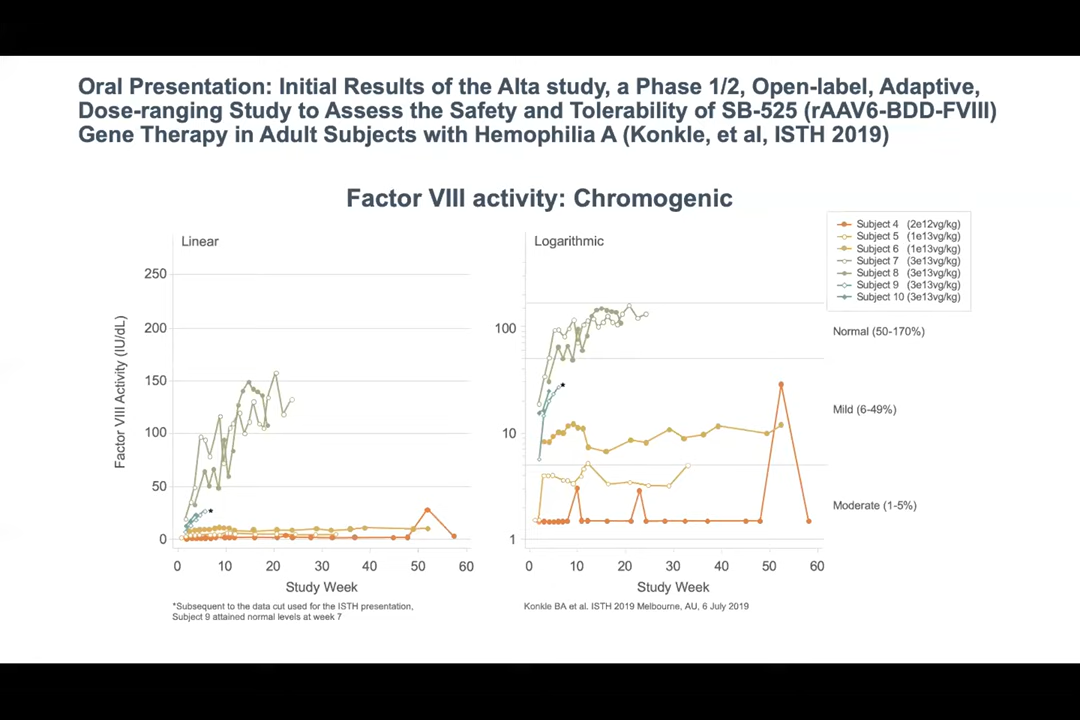 Oral Presentation: Initial Results of the Alta study, a Phase 1/2, Open-label, Adaptive,
Dose-ranging Study to Assess the Safety and Tolerability of SB-525 (rAAV6-BDD-FVIII)
Gene Therapy in Adult Subjects with Hemophilia A (Konkle, et al, ISTH 2019)
Factor VIII activity: Chromogenic
Linear
Factor VIII Activity (IU/dL)
250
200
150
100
50
0
0 10 20 30 40 50 60
Study Week
*Subsequent to the data cut used for the ISTH presentation,
Subject 9 attained normal levels at week 7
Logarithmic
100
10
1
0 10 20 30 40 50 60
Study Week
Konkle BA et al. ISTH 2019 Melbourne, AU, 6 July 2019
Subject 4 (2e12vg/kg)
Subject 5 (1e13vg/kg)
Subject 6 (1e13vg/kg)
Subject 7 (3e13vg/kg)
Subject 8 (3e13vg/kg)
Subject 9 (3e13vg/kg)
Subject 10 (3e13vg/kg)
Normal (50-170%)
Mild (6-49%)
Moderate (1-5%)